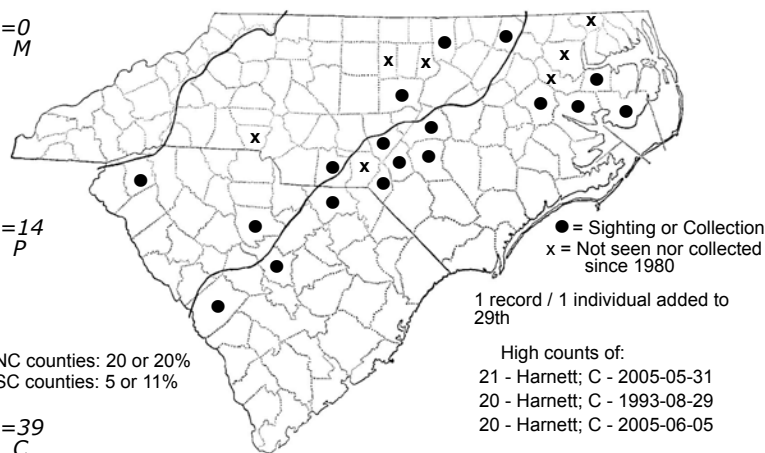 =0
M
=14
P
● = Sighting or Collection
x = Not seen nor collected
since 1980
1 record / 1 individual added to
29th
NC counties: 20 or 20%
SC counties: 5 or 11%
High counts of:
21 - Harnett; C - 2005-05-31
20 - Harnett; C - 1993-08-29
20 - Harnett; C - 2005-06-05
=39
C